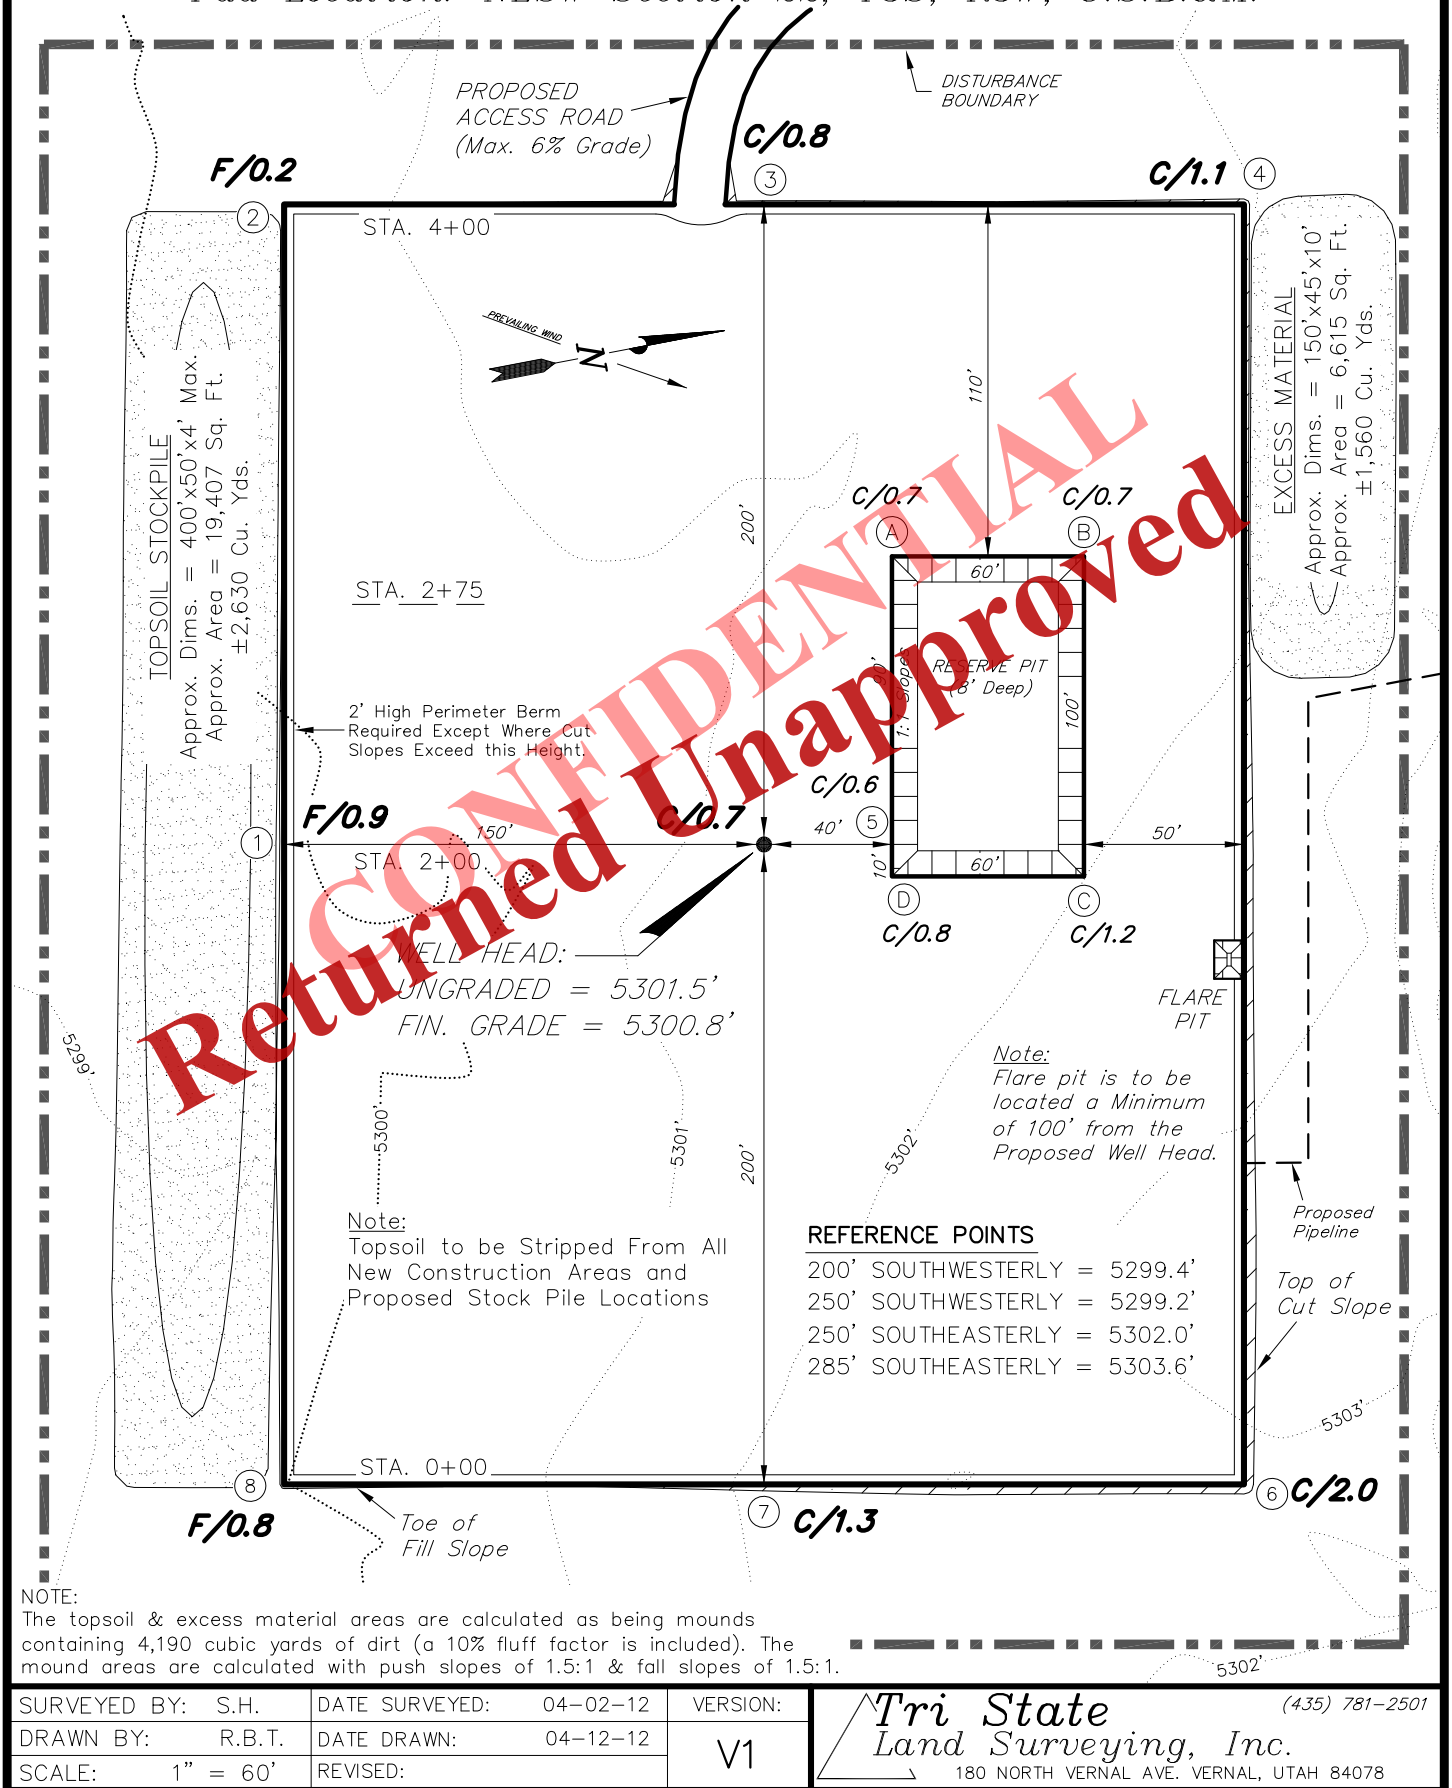 DISTURBANCE
BOUNDARY
PROPOSED
ACCESS ROAD
(Max. 6% Grade)
C/0.8
3
F/0.2
2
C/1.1
4
STA. 4+00
PREVAILING WIND
N
TOPSOIL STOCKPILE
Approx. Dims. = 400'x50'x4' Max.
Approx. Area = 19,407 Sq. Ft.
±2,630 Cu. Yds.
EXCESS MATERIAL
Approx. Dims. = 150'x45'x10'
Approx. Area = 6,615 Sq. Ft.
±1,560 Cu. Yds.
110'
200'
C/0.7
A
C/0.7
B
60'
STA. 2+75
RESERVE PIT
(8' Deep)
90'
1:1 Slopes
100'
2' High Perimeter Berm
Required Except Where Cut
Slopes Exceed this Height.
C/0.6
5
F/0.9
C/0.7
1
150'
40'
50'
STA. 2+00
10'
60'
D
C/0.8
C
C/1.2
WELL HEAD:
UNGRADED = 5301.5'
FIN. GRADE = 5300.8'
CONFIDENTIAL
Returned Unapproved
FLARE
PIT
5299'
5300'
5301'
5302'
200'
Note:
Flare pit is to be
located a Minimum
of 100' from the
Proposed Well Head.
Proposed
Pipeline
Note:
Topsoil to be Stripped From All
New Construction Areas and
Proposed Stock Pile Locations
REFERENCE POINTS
200' SOUTHWESTERLY = 5299.4'
250' SOUTHWESTERLY = 5299.2'
250' SOUTHEASTERLY = 5302.0'
285' SOUTHEASTERLY = 5303.6'
Top of
Cut Slope
5303'
STA. 0+00
8
F/0.8
7
C/1.3
6
C/2.0
Toe of
Fill Slope
NOTE:
The topsoil & excess material areas are calculated as being mounds
containing 4,190 cubic yards of dirt (a 10% fluff factor is included). The
mound areas are calculated with push slopes of 1.5:1 & fall slopes of 1.5:1.
5302'
SURVEYED BY: S.H.
DATE SURVEYED: 04-02-12
VERSION:
DRAWN BY: R.B.T.
DATE DRAWN: 04-12-12
V1
SCALE: 1" = 60'
REVISED:
Tri State
Land Surveying, Inc.
(435) 781-2501
180 NORTH VERNAL AVE. VERNAL, UTAH 84078